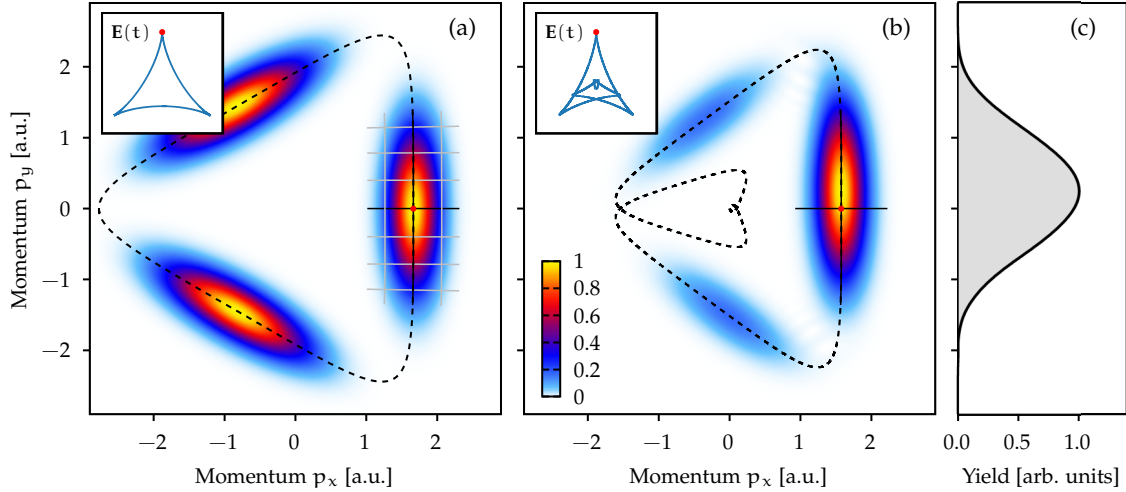 E(t)
(a)
E(t)
(b)
(c)
Momentum p_y [a.u.]
2
1
0
−1
−2
1
0.8
0.6
0.4
0.2
0
−2 −1 0 1 2
−2 −1 0 1 2
0.0 0.5 1.0
Momentum p_x [a.u.]
Momentum p_x [a.u.]
Yield [arb. units]